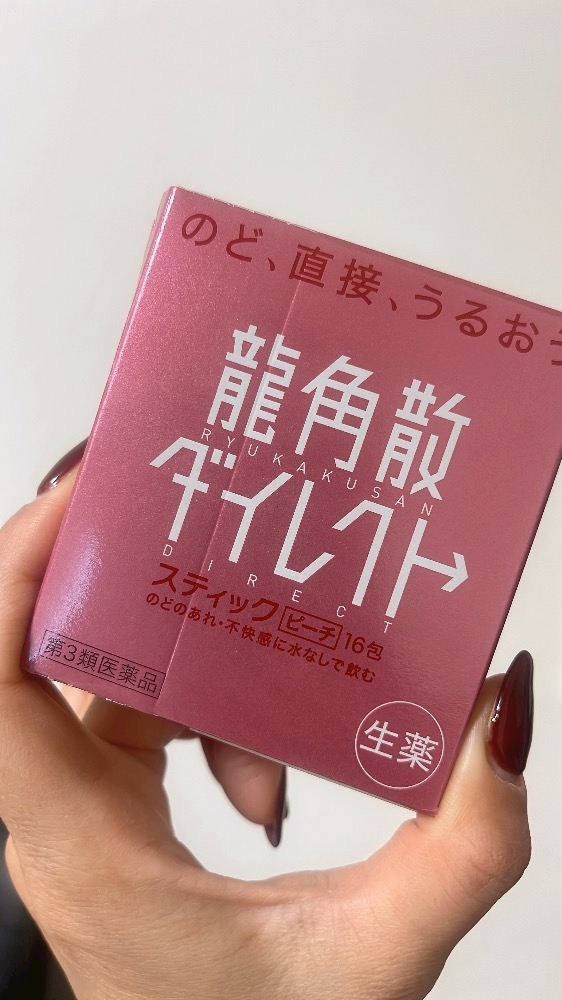 のど、直接、うるおう
龍角散
RYUKAKUSAN
ダイレクト
DIRECT
スティック ピーチ 16包
のどのあれ・不快感に水なしで飲む
第3類医薬品
生薬